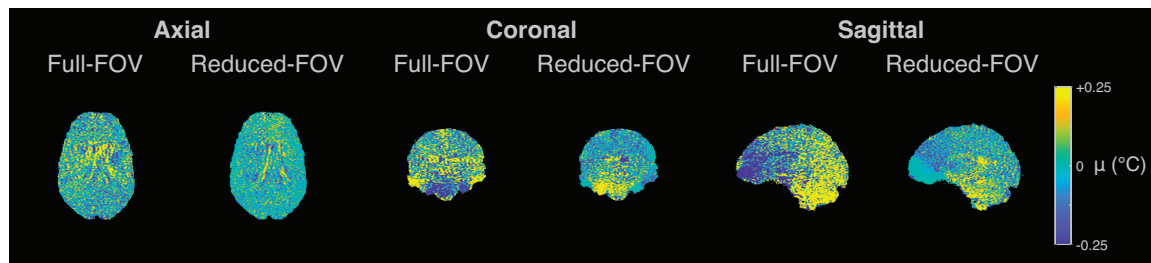 Axial Coronal Sagittal
Full-FOV Reduced-FOV Full-FOV Reduced-FOV Full-FOV Reduced-FOV
+0.25
0 μ (°C)
-0.25